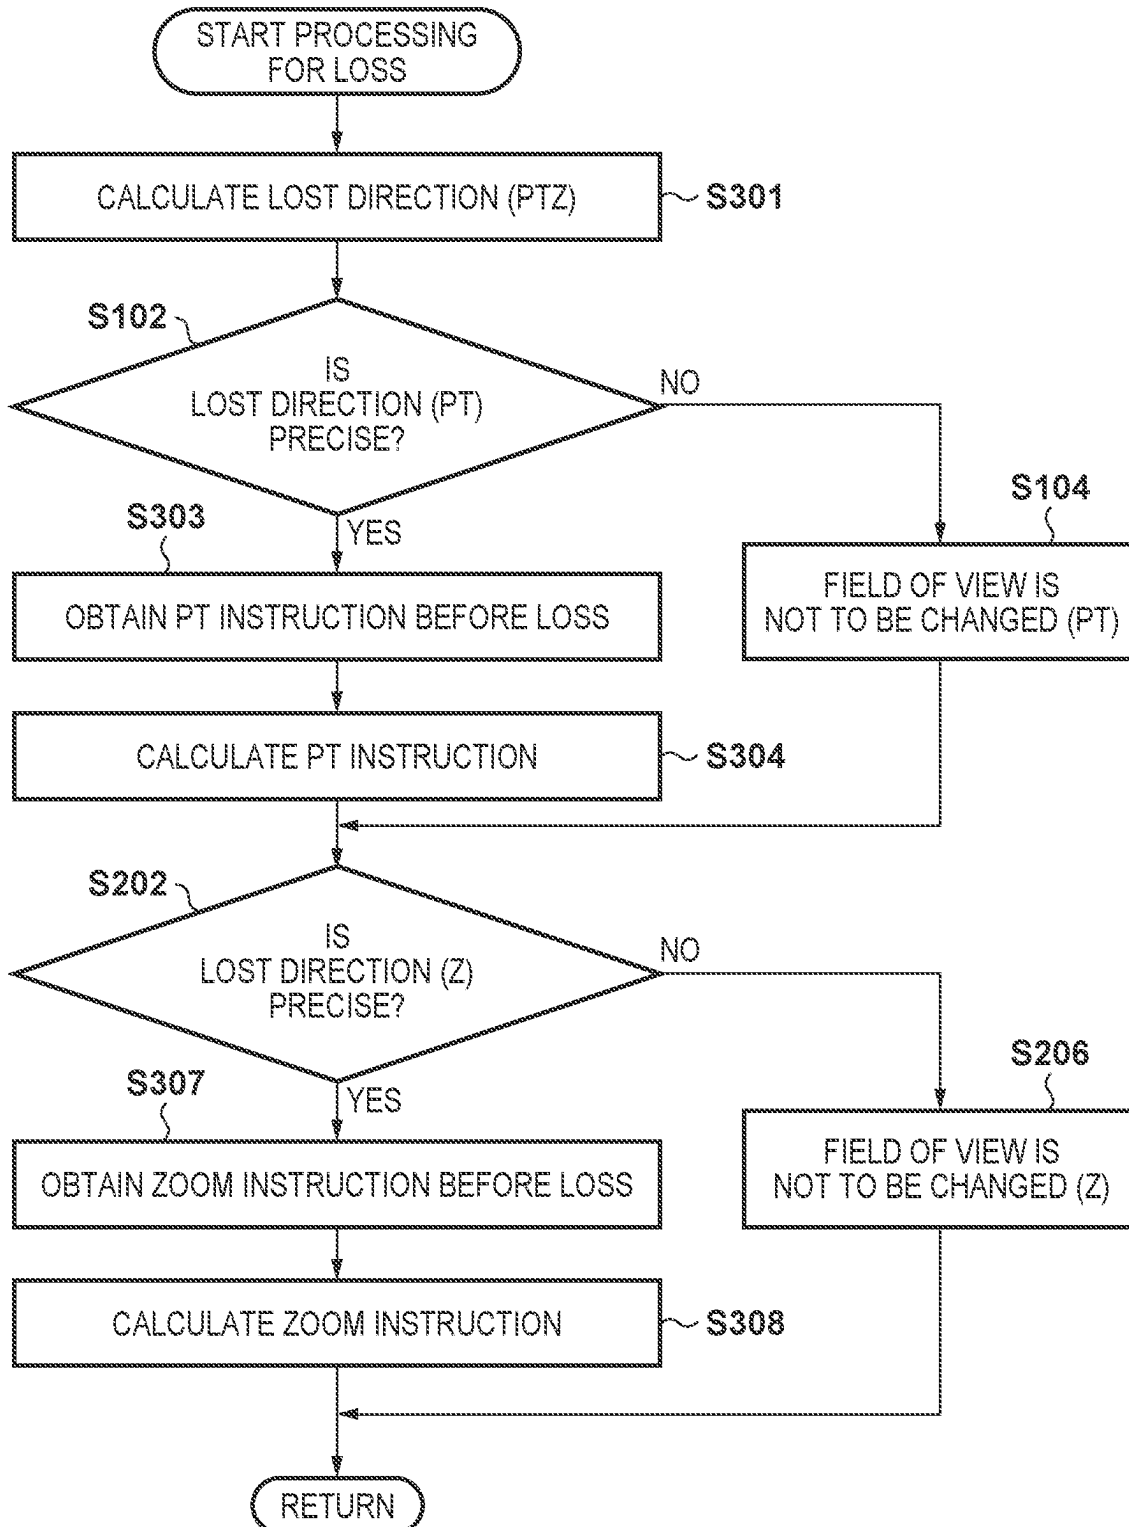 START PROCESSING
FOR LOSS
CALCULATE LOST DIRECTION (PTZ)
S301
S102
IS
LOST DIRECTION (PT)
PRECISE?
NO
YES
S303
OBTAIN PT INSTRUCTION BEFORE LOSS
S104
FIELD OF VIEW IS
NOT TO BE CHANGED (PT)
CALCULATE PT INSTRUCTION
S304
S202
IS
LOST DIRECTION (Z)
PRECISE?
NO
YES
S307
OBTAIN ZOOM INSTRUCTION BEFORE LOSS
S206
FIELD OF VIEW IS
NOT TO BE CHANGED (Z)
CALCULATE ZOOM INSTRUCTION
S308
RETURN